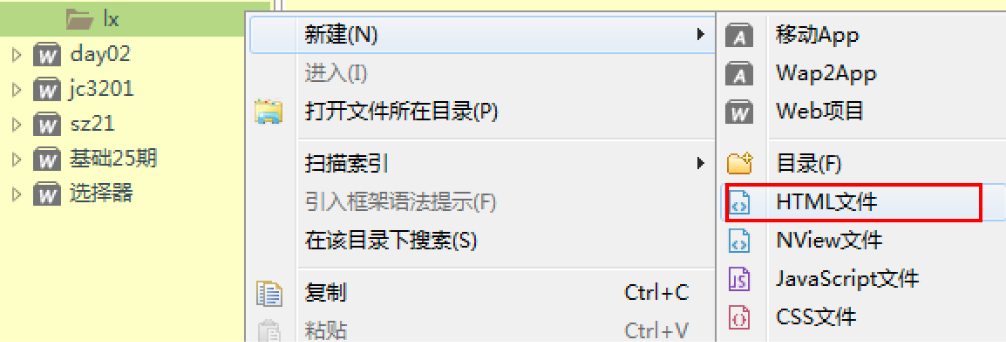 lx
day02
jc3201
sz21
基础25期
选择器
新建(N)
进入(I)
打开文件所在目录(P)
扫描索引
引入框架语法提示(F)
在该目录下搜索(S)
复制 Ctrl+C
粘贴 Ctrl+V
移动App
Wap2App
Web项目
目录(F)
HTML文件
NView文件
JavaScript文件
CSS文件